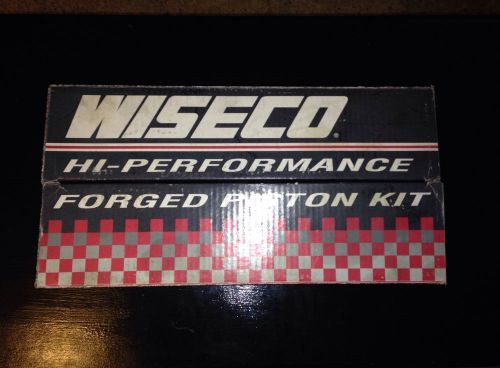 WISECO
HI-PERFORMANCE
FORGED PISTON KIT